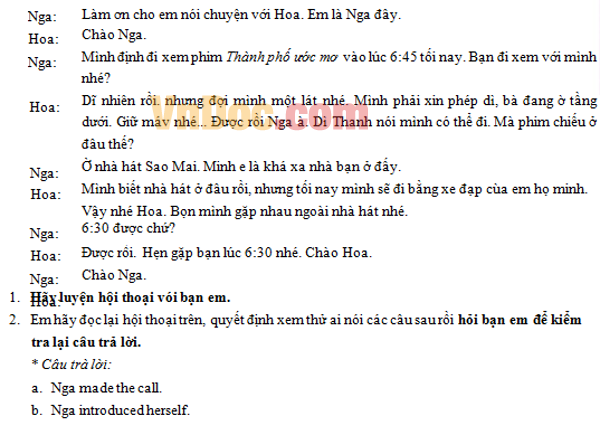 Nga: Làm ơn cho em nói chuyện với Hoa. Em là Nga đây.
Hoa: Chào Nga.
Nga: Mình định đi xem phim Thành phố ước mơ vào lúc 6:45 tối nay. Bạn đi xem với mình
nhé?
Hoa: Dĩ nhiên rồi. nhưng đợi mình một lát nhé. Mình phải xin phép dì, bà đang ở tầng
dưới. Giữ máy nhé... Được rồi Nga à. Dì Thanh nói mình có thể đi. Mà phim chiếu ở
đâu thế?
VnDoc.com
Nga: Ở nhà hát Sao Mai. Mình e là khá xa nhà bạn ở đấy.
Hoa: Mình biết nhà hát ở đâu rồi, nhưng tối nay mình sẽ đi bằng xe đạp của em họ mình.
Vậy nhé Hoa. Bọn mình gặp nhau ngoài nhà hát nhé.
Nga: 6:30 được chứ?
Hoa: Được rồi. Hẹn gặp bạn lúc 6:30 nhé. Chào Hoa.
Nga: Chào Nga.
Hoa:
1. Hãy luyện hội thoại vói bạn em.
2. Em hãy đọc lại hội thoại trên, quyết định xem thử ai nói các câu sau rồi hỏi bạn em để kiểm
tra lại câu trả lời.
* Câu trà lời:
a. Nga made the call.
b. Nga introduced herself.